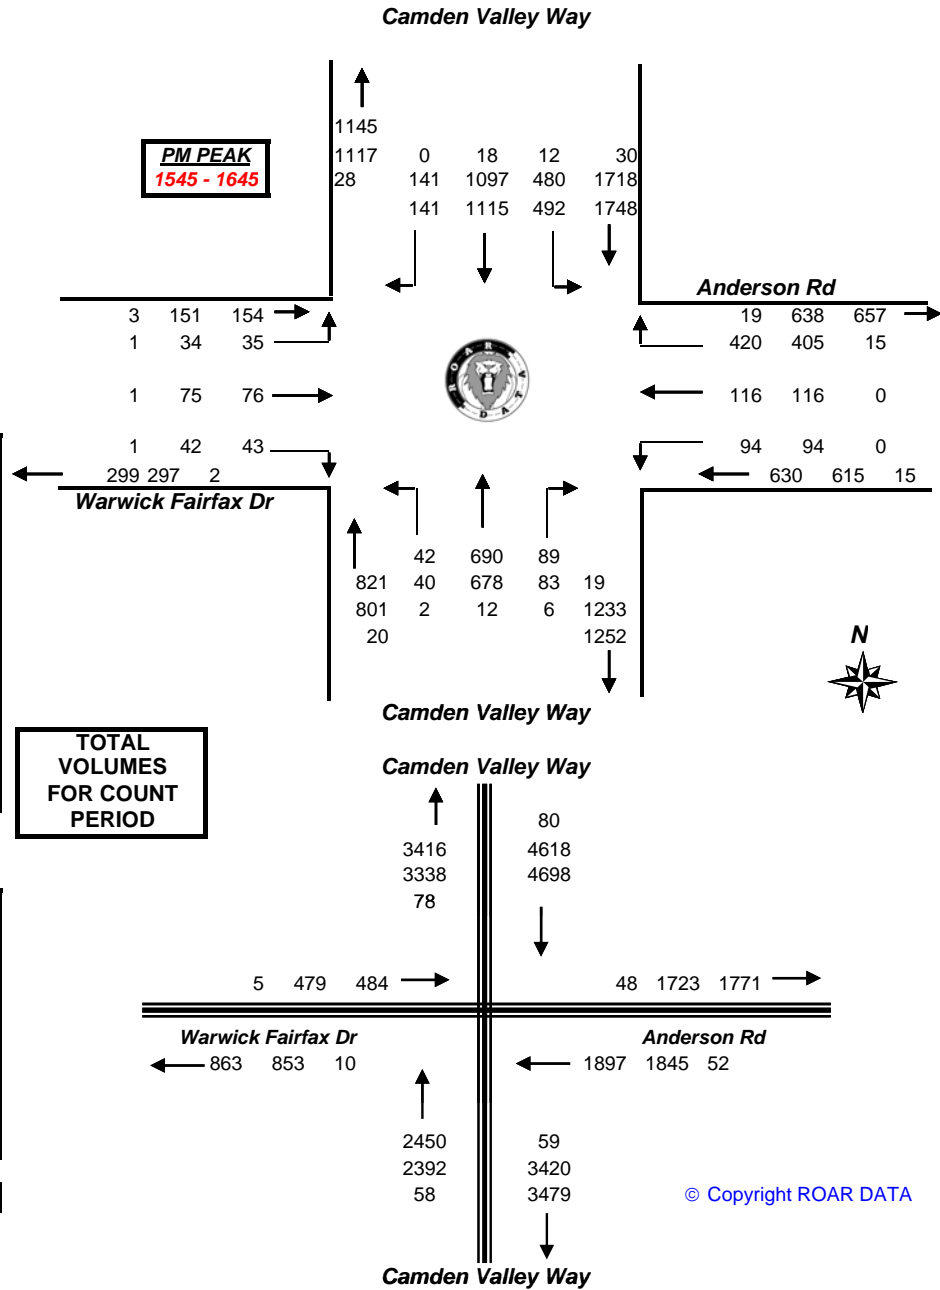 Camden Valley Way
1145
PM PEAK
1545 - 1645
1117 0 18 12 30
28 141 1097 480 1718
141 1115 492 1748
Anderson Rd
3 151 154 19 638 657
1 34 35 420 405 15
ROAR DATA
1 75 76 116 116 0
1 42 43 94 94 0
299 297 2 630 615 15
Warwick Fairfax Dr
42 690 89
821 40 678 83 19
801 2 12 6 1233
20 1252
N
Camden Valley Way
TOTAL
VOLUMES
FOR COUNT
PERIOD
Camden Valley Way
80
3416 4618
3338 4698
78
5 479 484 48 1723 1771
Warwick Fairfax Dr Anderson Rd
863 853 10 1897 1845 52
2450 59
2392 3420
58 3479
© Copyright ROAR DATA
Camden Valley Way